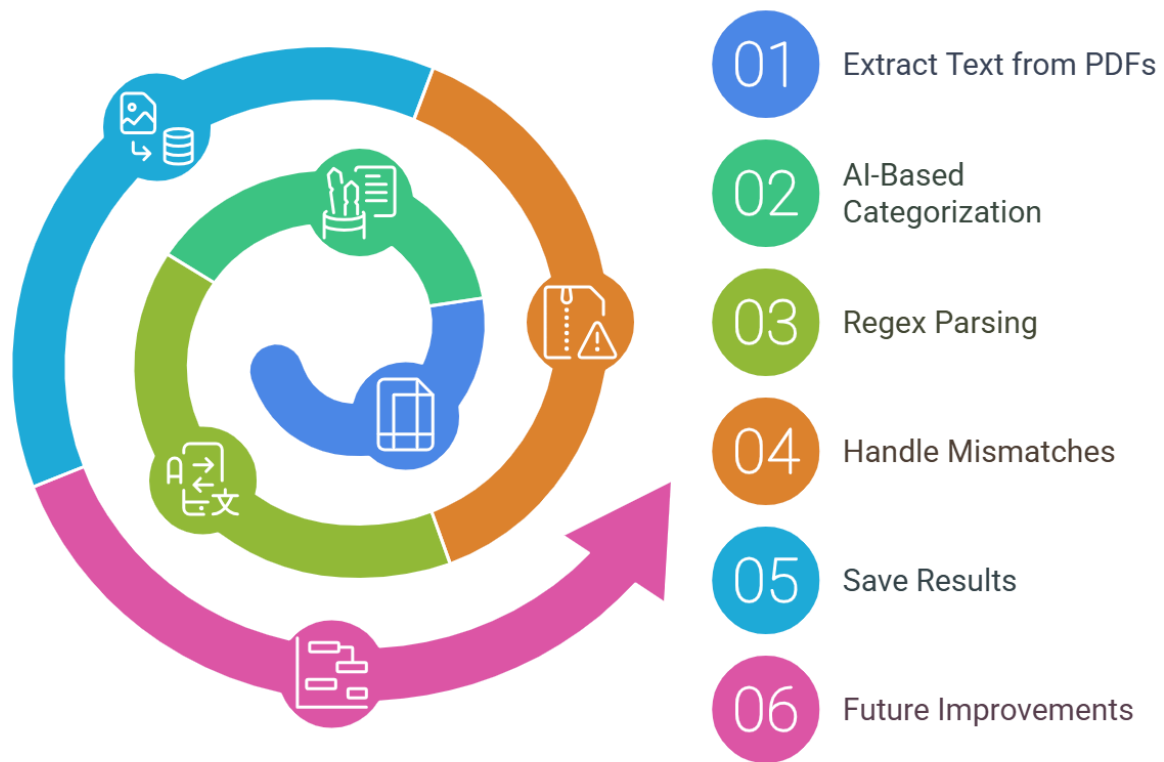 01
Extract Text from PDFs
02
AI-Based
Categorization
03
Regex Parsing
A
文
04
Handle Mismatches
05
Save Results
06
Future Improvements